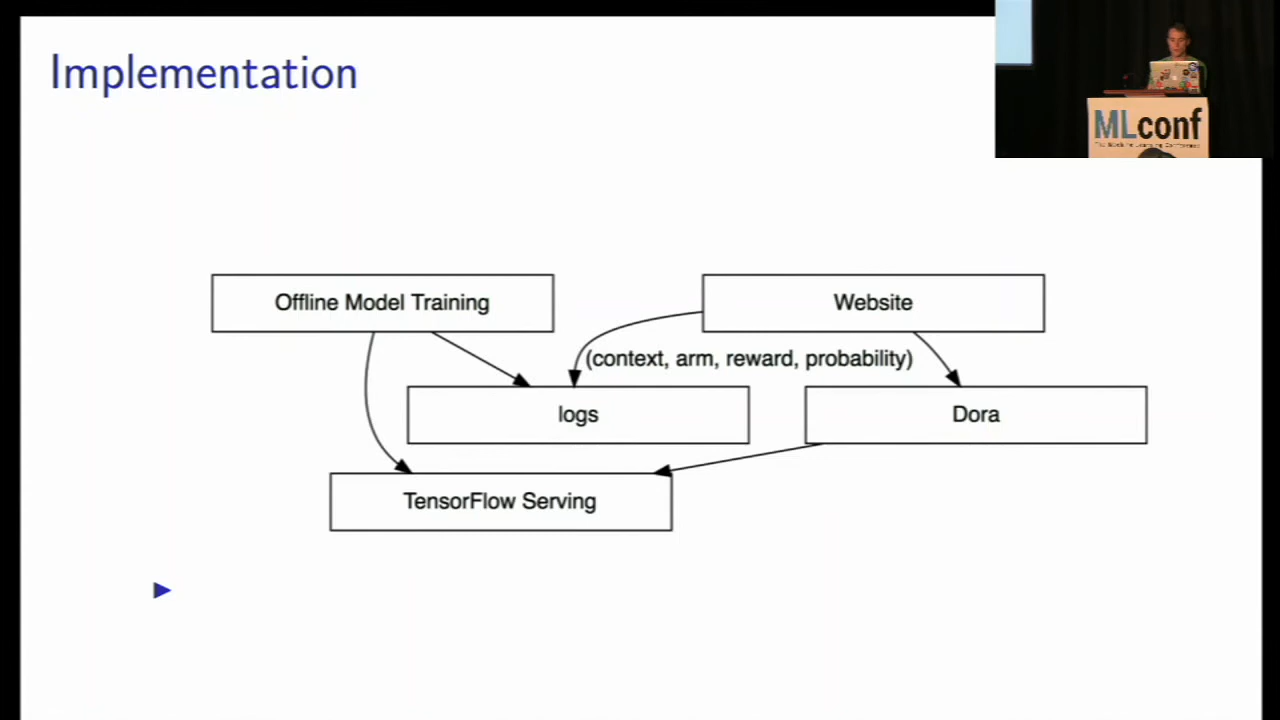 Implementation
MLconf
Offline Model Training
Website
(context, arm, reward, probability)
logs
Dora
TensorFlow Serving